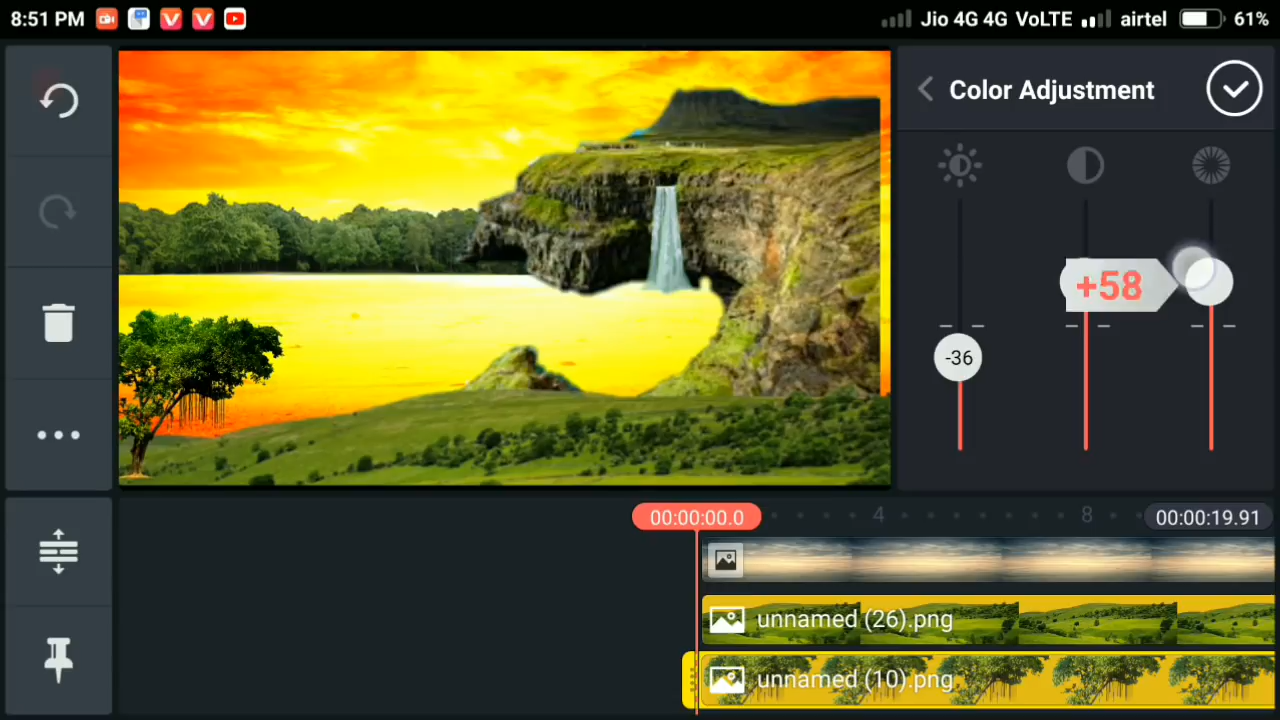 8:51 PM Jio 4G 4G VoLTE airtel 61%
Color Adjustment
+58
-36
00:00:00.0 4 8 00:00:19.91
unnamed (26).png
unnamed (10).png